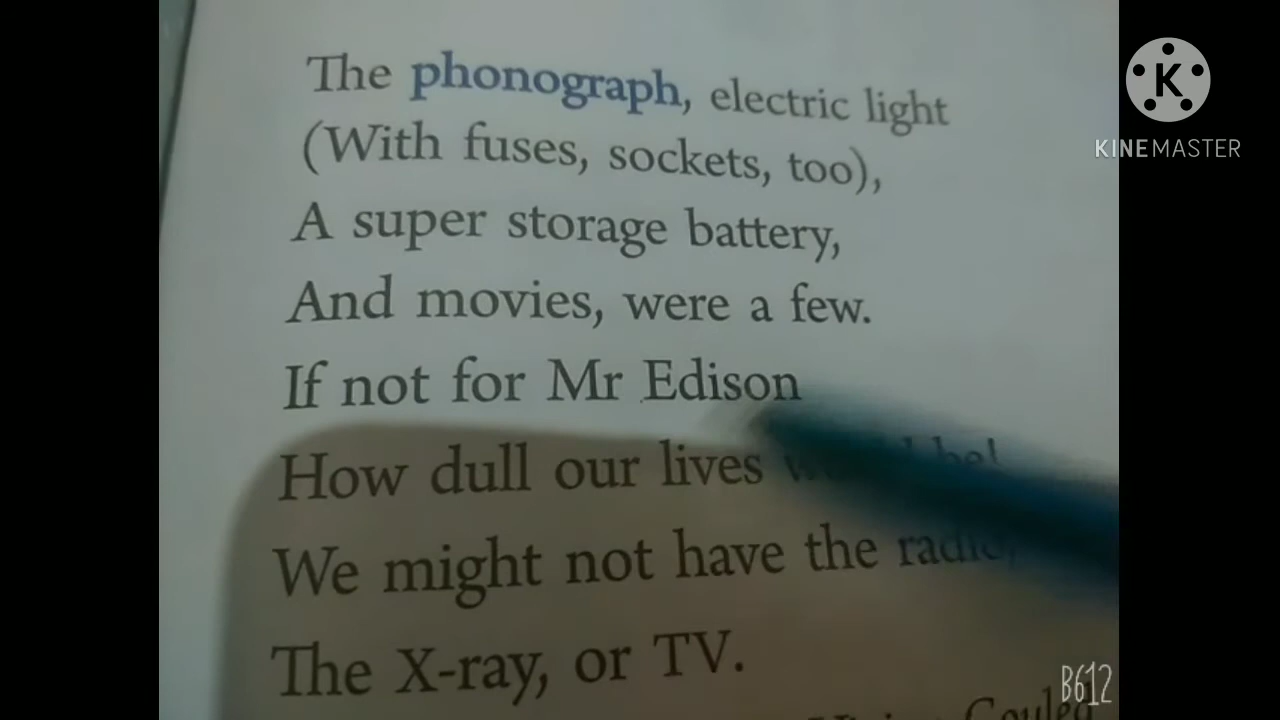 The phonograph, electric light
(With fuses, sockets, too),
A super storage battery,
And movies, were a few.
If not for Mr Edison
How dull our lives
We might not have the radio,
The X-ray, or TV.
K
KINEMASTER
B612